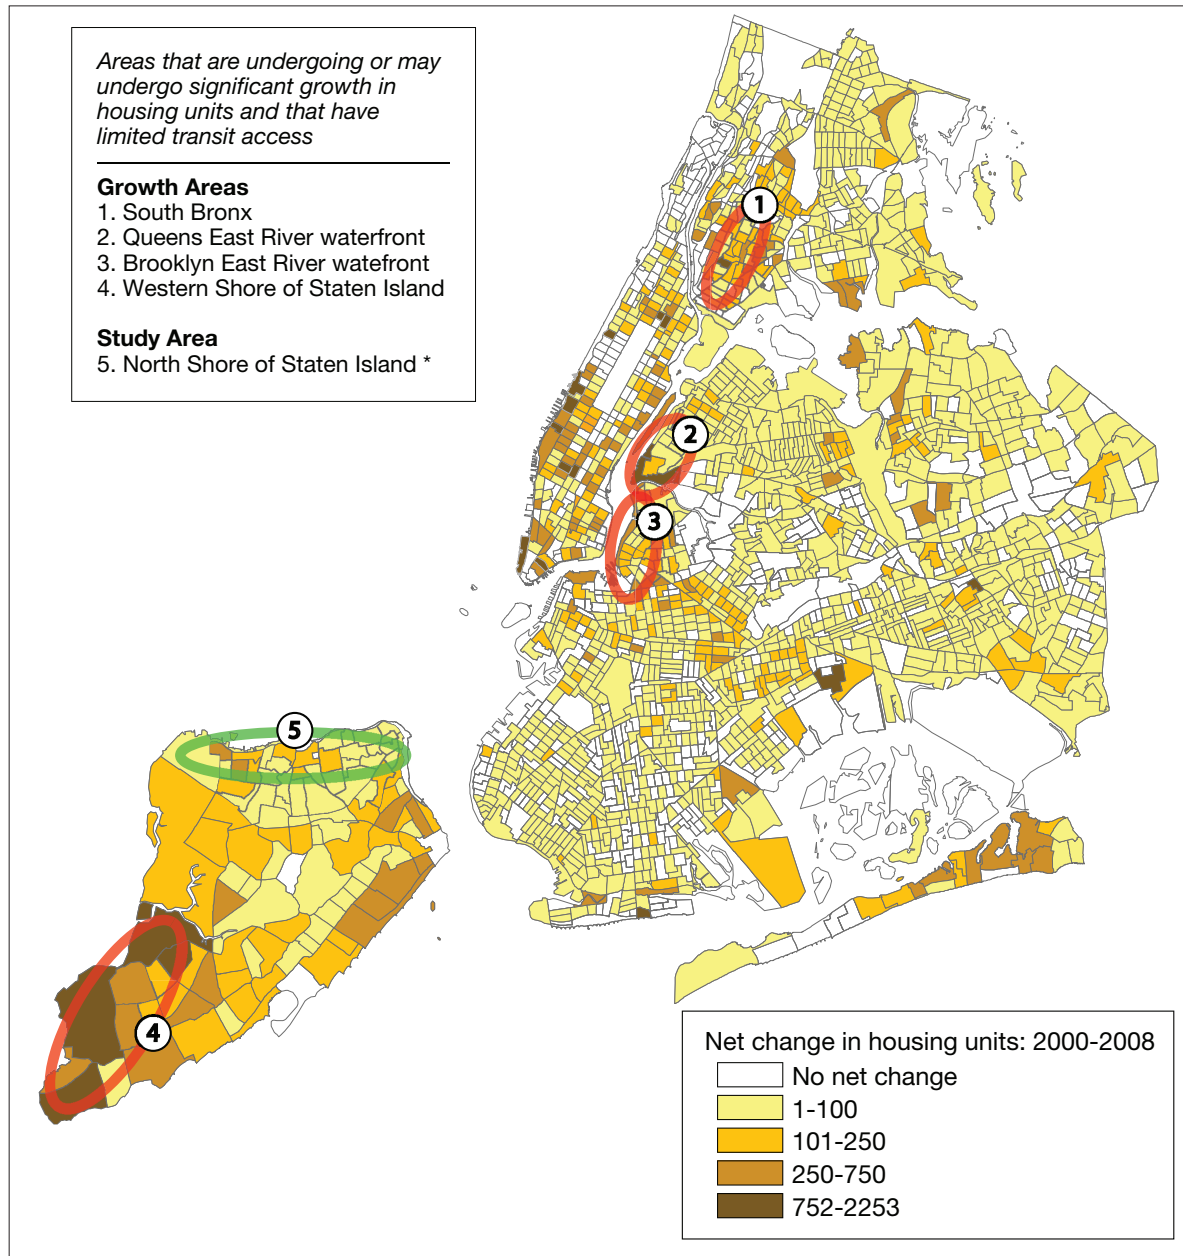 Areas that are undergoing or may
undergo significant growth in
housing units and that have
limited transit access
Growth Areas
1. South Bronx
2. Queens East River waterfront
3. Brooklyn East River watefront
4. Western Shore of Staten Island
Study Area
5. North Shore of Staten Island *
1
2
3
5
4
Net change in housing units: 2000-2008
No net change
1-100
101-250
250-750
752-2253